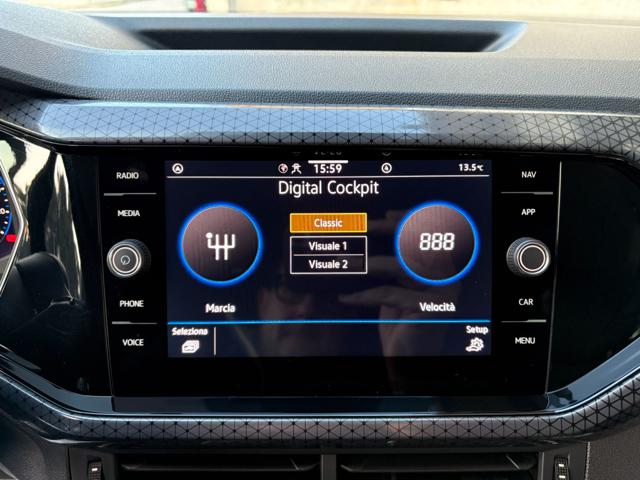 RADIO
MEDIA
PHONE
VOICE
15:59
13.5°C
Digital Cockpit
Classic
Visuale 1
Visuale 2
888
Marcia
Velocità
Seleziona
Setup
NAV
APP
CAR
MENU